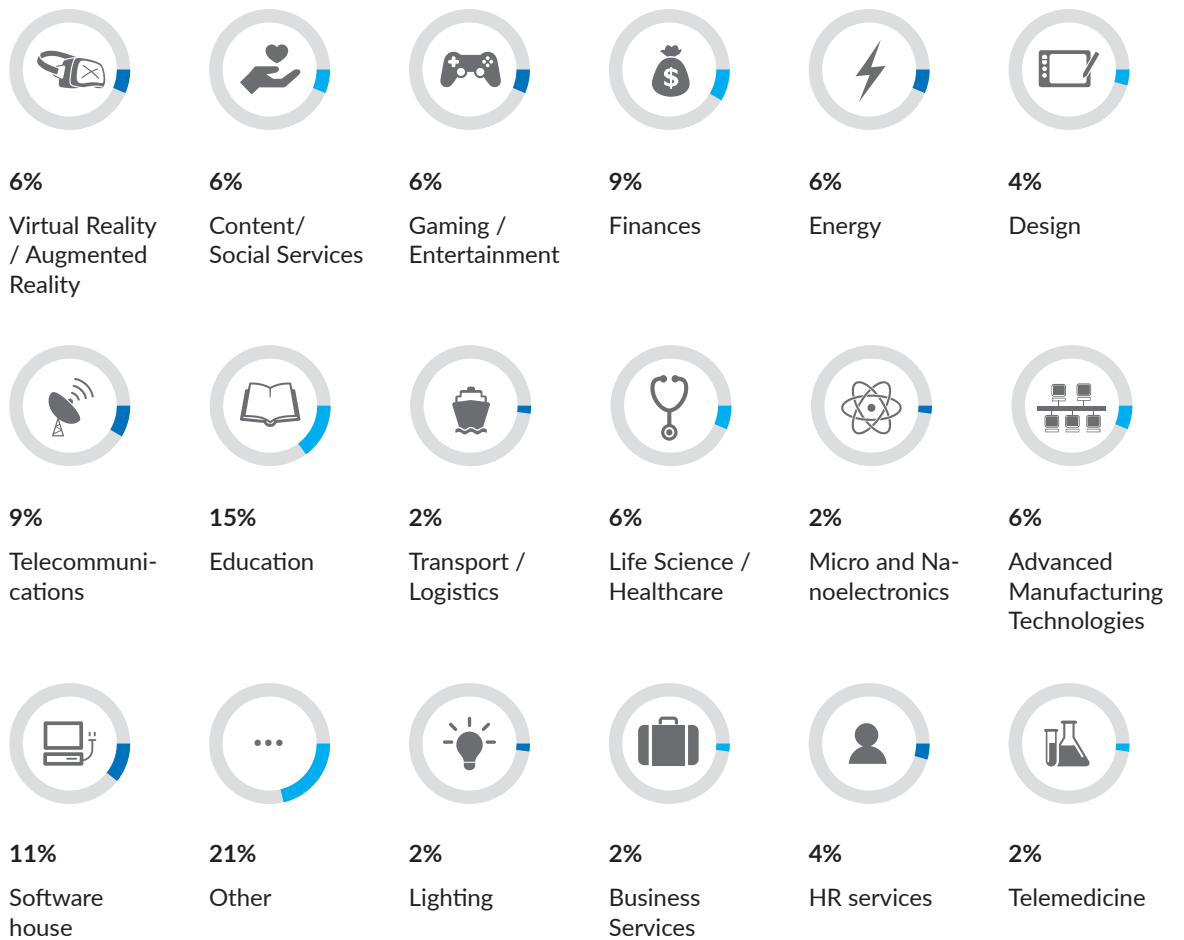 $
6%
Virtual Reality
/ Augmented
Reality
6%
Content/
Social Services
6%
Gaming /
Entertainment
9%
Finances
6%
Energy
4%
Design
9%
Telecommuni-
cations
15%
Education
2%
Transport /
Logistics
6%
Life Science /
Healthcare
2%
Micro and Na-
noelectronics
6%
Advanced
Manufacturing
Technologies
11%
Software
house
21%
Other
2%
Lighting
2%
Business
Services
4%
HR services
2%
Telemedicine